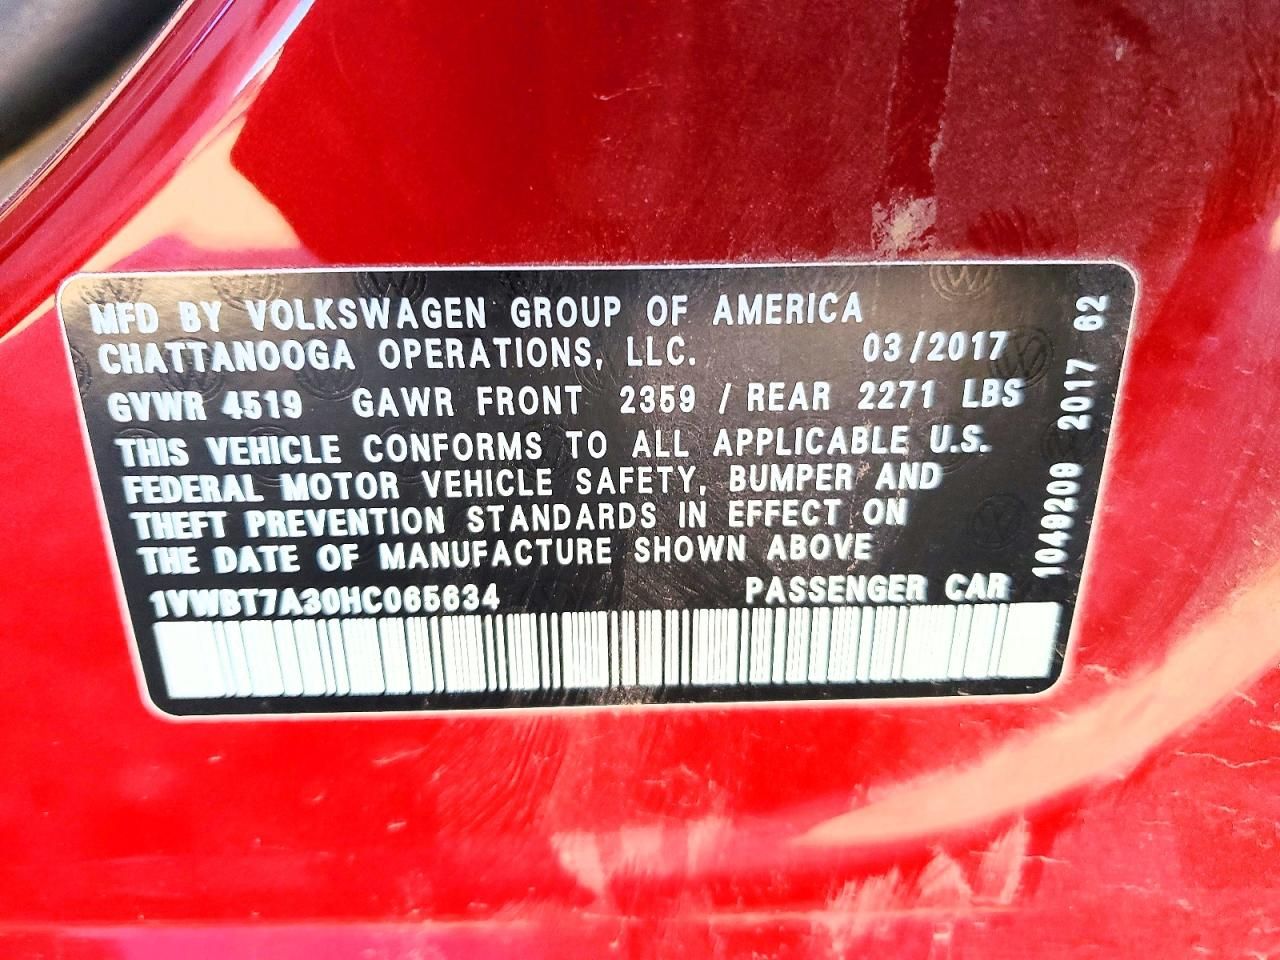 MFD BY VOLKSWAGEN GROUP OF AMERICA
CHATTANOOGA OPERATIONS, LLC. 03/2017
GVWR 4519 GAWR FRONT 2359 / REAR 2271 LBS
THIS VEHICLE CONFORMS TO ALL APPLICABLE U.S.
FEDERAL MOTOR VEHICLE SAFETY, BUMPER AND
THEFT PREVENTION STANDARDS IN EFFECT ON
THE DATE OF MANUFACTURE SHOWN ABOVE
1VWBT7A30HC065634 PASSENGER CAR
1049209 2017 62